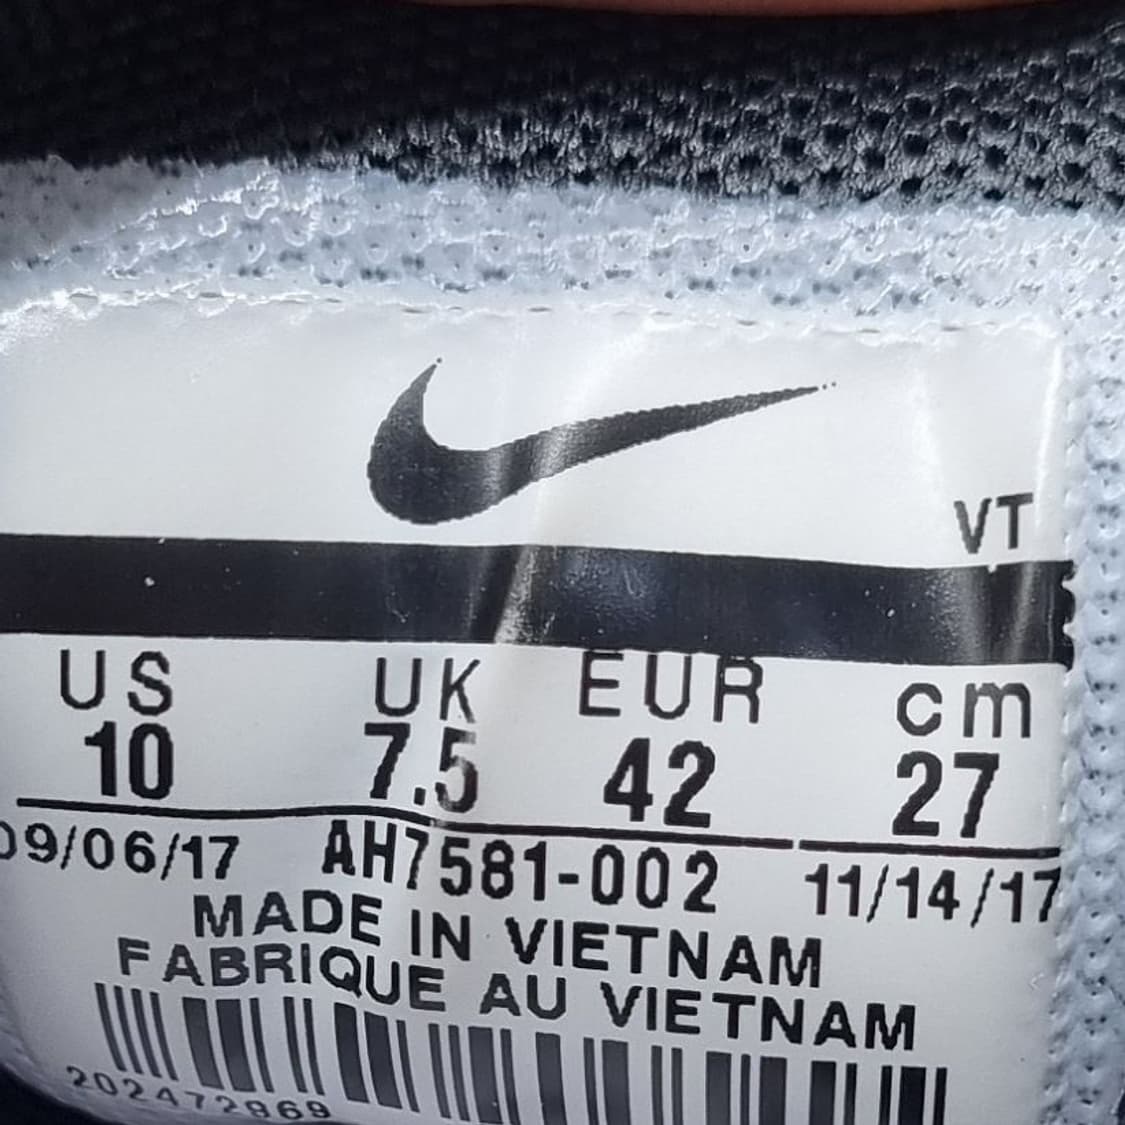 VT
US UK EUR cm
10 7.5 42 27
09/06/17 AH7581-002 11/14/17
MADE IN VIETNAM
FABRIQUE AU VIETNAM
202472869